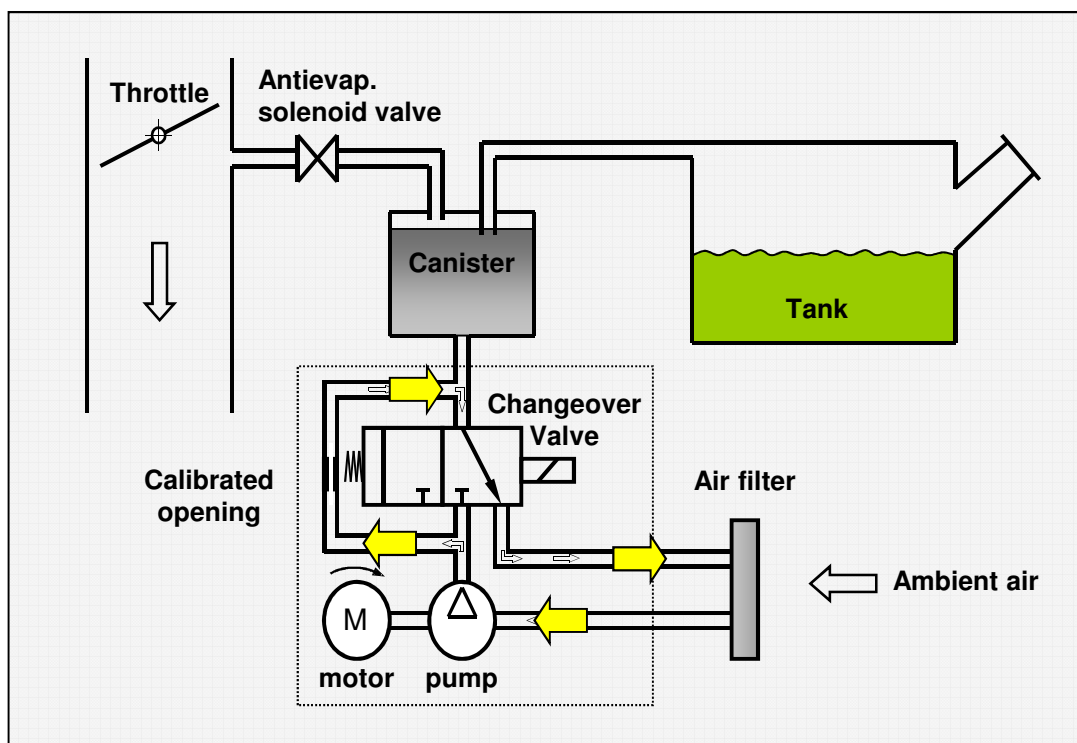 Throttle
Antievap.
solenoid valve
Canister
Tank
Changeover
Valve
Calibrated
opening
Air filter
Ambient air
M
motor
pump